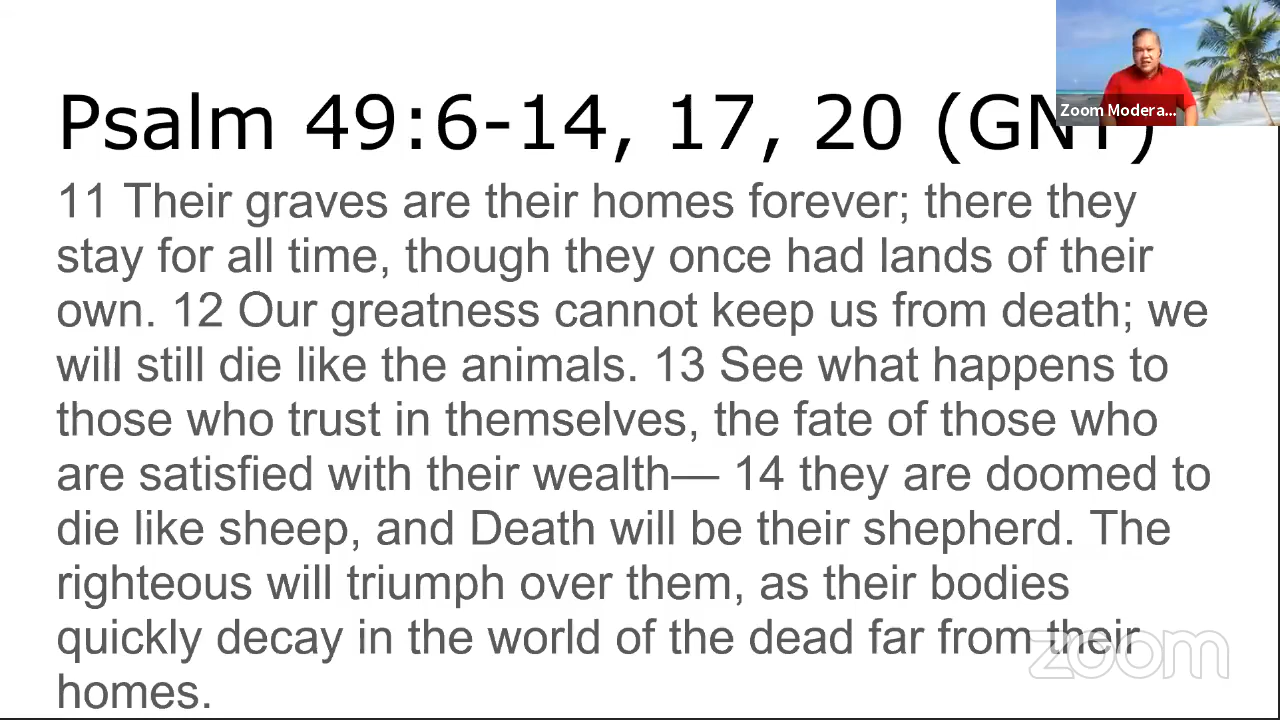 Psalm 49:6-14, 17, 20 (GNT)
Zoom Modera...
11 Their graves are their homes forever; there they
stay for all time, though they once had lands of their
own. 12 Our greatness cannot keep us from death; we
will still die like the animals. 13 See what happens to
those who trust in themselves, the fate of those who
are satisfied with their wealth— 14 they are doomed to
die like sheep, and Death will be their shepherd. The
righteous will triumph over them, as their bodies
quickly decay in the world of the dead far from their
homes.
zoom